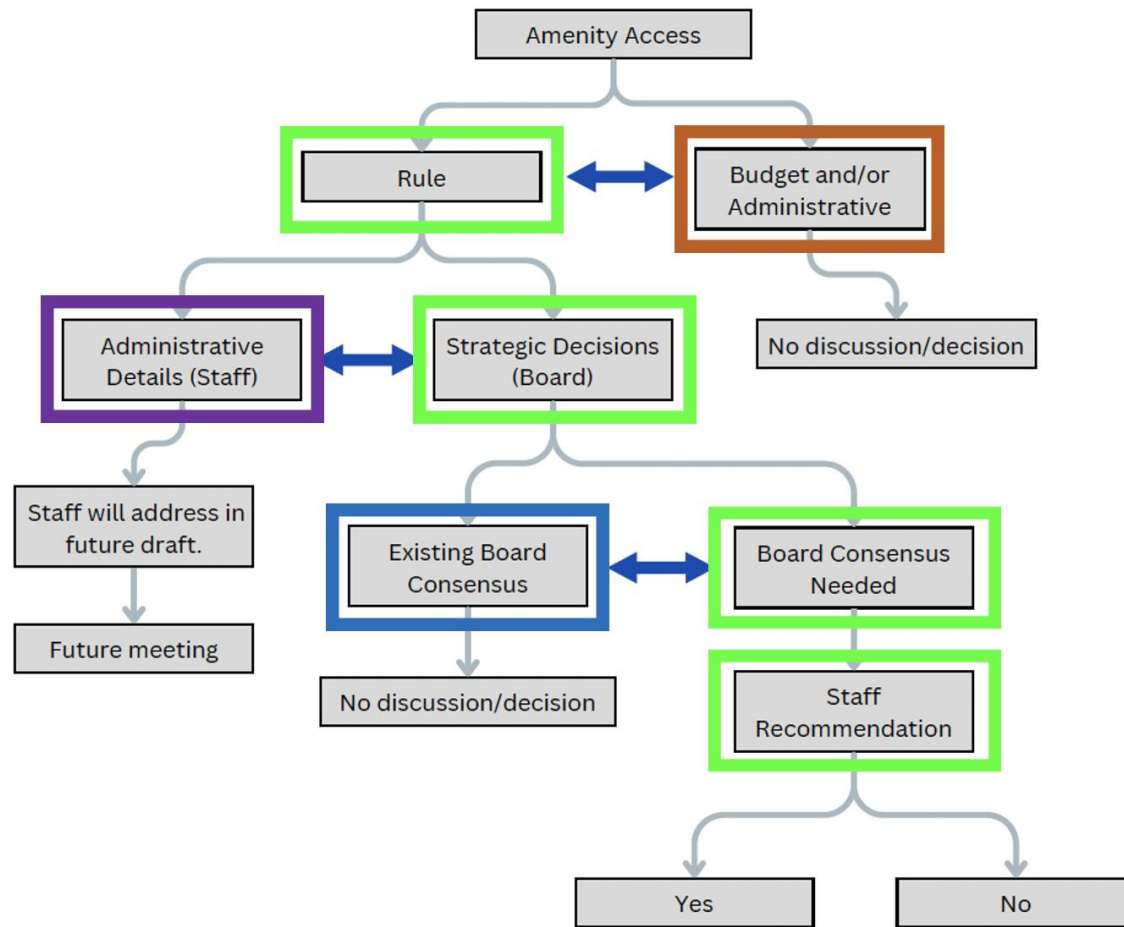 Amenity Access
Rule
Budget and/or
Administrative
Administrative
Details (Staff)
Strategic Decisions
(Board)
No discussion/decision
Staff will address in
future draft.
Existing Board
Consensus
Board Consensus
Needed
Future meeting
No discussion/decision
Staff
Recommendation
Yes
No